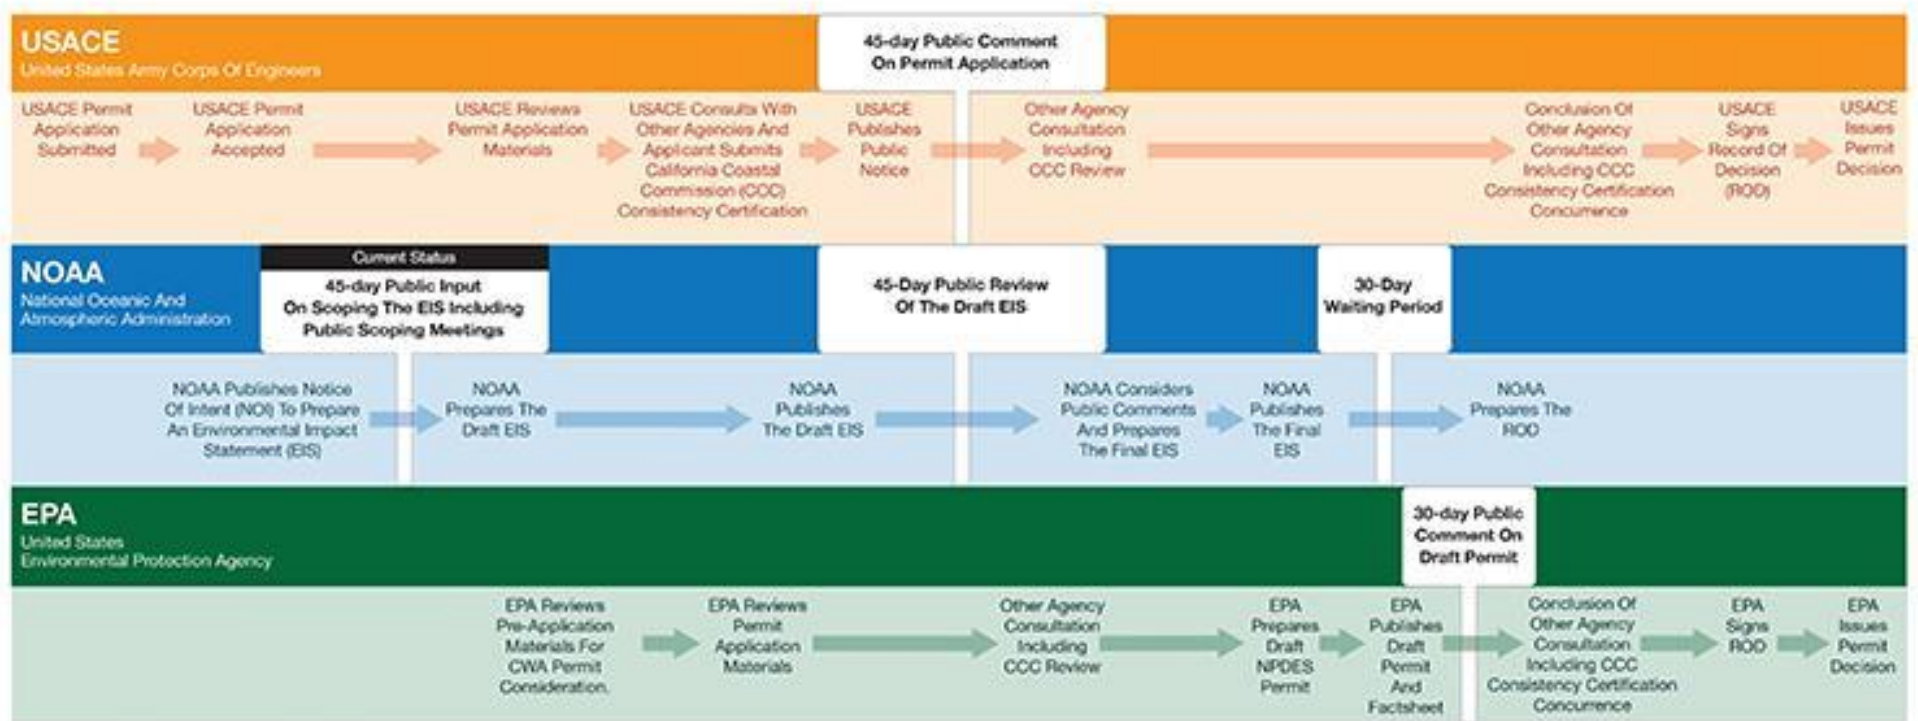 USACE
United States Army Corps Of Engineers
45-day Public Comment
On Permit Application
USACE Permit
Application
Submitted
USACE Permit
Application
Accepted
USACE Reviews
Permit Application
Materials
USACE Consults With
Other Agencies And
Applicant Submits
California Coastal
Commission (CCC)
Consistency Certification
USACE
Publishes
Public
Notice
Other Agency
Consultation
Including
CCC Review
Conclusion Of
Other Agency
Consultation
Including CCC
Consistency Certification
Concurrence
USACE
Signs
Record Of
Decision
(ROD)
USACE
Issues
Permit
Decision
NOAA
National Oceanic And
Atmospheric Administration
Current Status
45-day Public Input
On Scoping The EIS Including
Public Scoping Meetings
45-Day Public Review
Of The Draft EIS
30-Day
Waiting Period
NOAA Publishes Notice
Of Intent (NOI) To Prepare
An Environmental Impact
Statement (EIS)
NOAA
Prepares The
Draft EIS
NOAA
Publishes
The Draft EIS
NOAA Considers
Public Comments
And Prepares
The Final EIS
NOAA
Publishes
The Final
EIS
NOAA
Prepares The
ROD
EPA
United States
Environmental Protection Agency
30-day Public
Comment On
Draft Permit
EPA Reviews
Pre-Application
Materials For
CWA Permit
Consideration.
EPA Reviews
Permit
Application
Materials
Other Agency
Consultation
Including
CCC Review
EPA
Prepares
Draft
NPDES
Permit
EPA
Publishes
Draft
Permit
And
Factsheet
Conclusion Of
Other Agency
Consultation
Including CCC
Consistency Certification
Concurrence
EPA
Signs
ROD
EPA
Issues
Permit
Decision